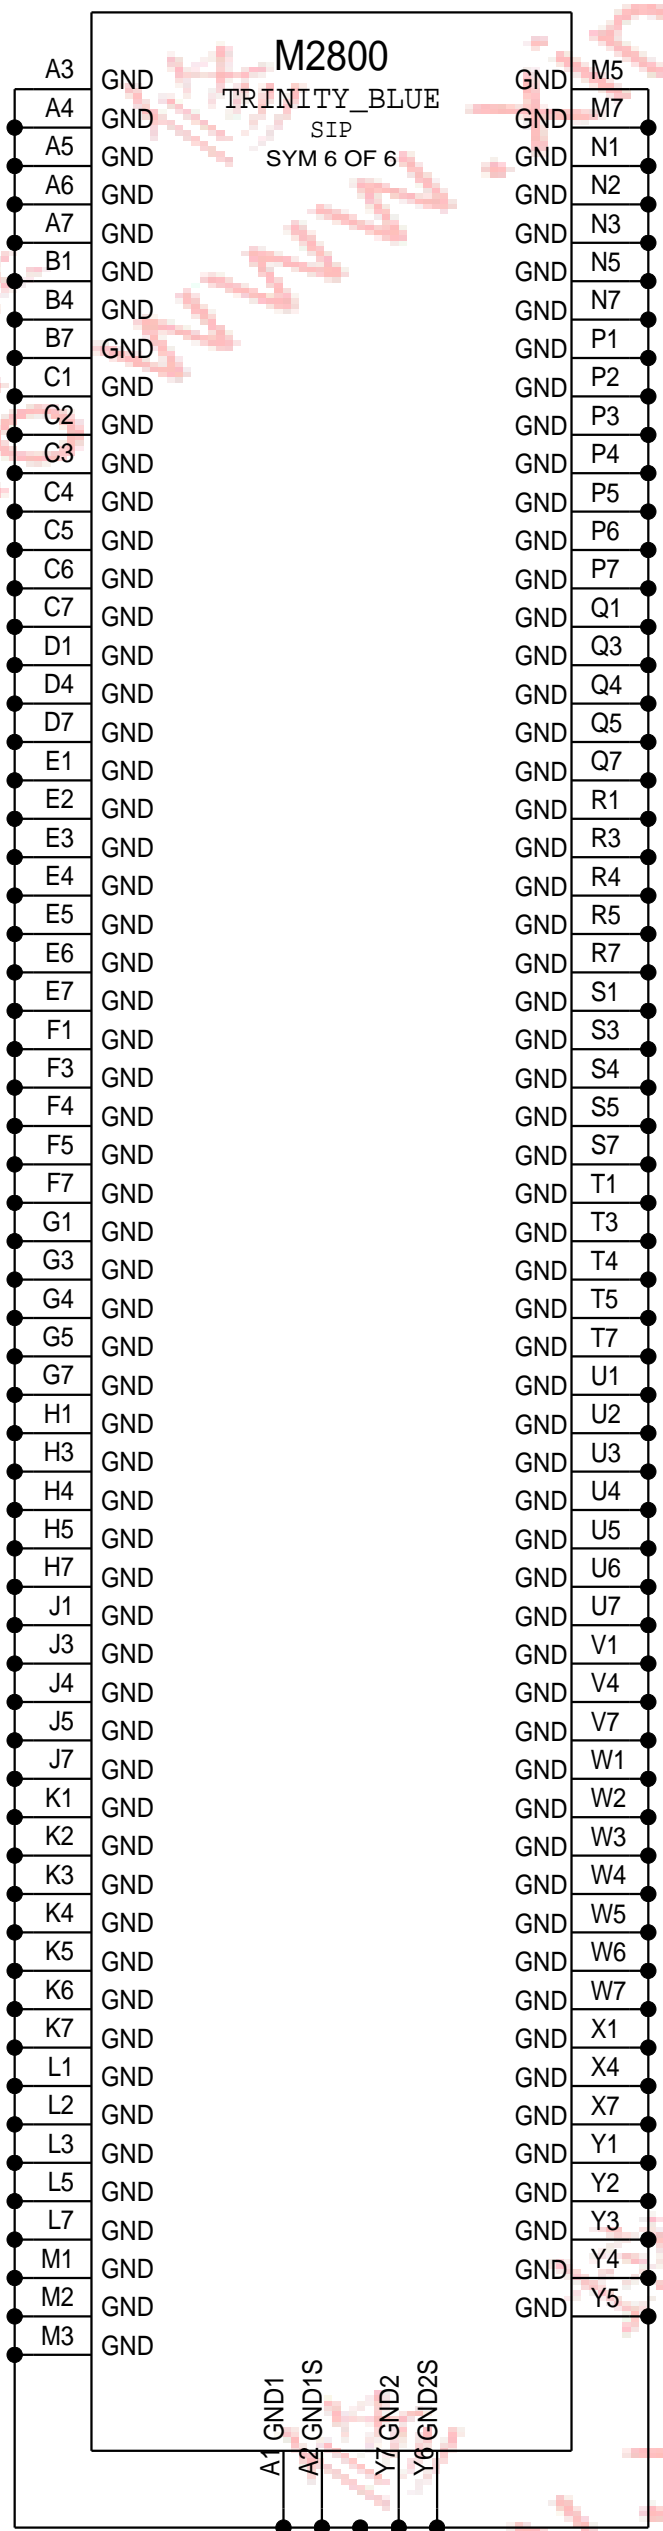 M2800
TRINITY_BLUE
SIP
SYM 6 OF 6
A3 GND GND M5
A4 GND GND M7
A5 GND GND N1
A6 GND GND N2
A7 GND GND N3
B1 GND GND N5
B4 GND GND N7
B7 GND GND P1
C1 GND GND P2
C2 GND GND P3
C3 GND GND P4
C4 GND GND P5
C5 GND GND P6
C6 GND GND P7
C7 GND GND Q1
D1 GND GND Q3
D4 GND GND Q4
D7 GND GND Q5
E1 GND GND Q7
E2 GND GND R1
E3 GND GND R3
E4 GND GND R4
E5 GND GND R5
E6 GND GND R7
E7 GND GND S1
F1 GND GND S3
F3 GND GND S4
F4 GND GND S5
F5 GND GND S7
F7 GND GND T1
G1 GND GND T3
G3 GND GND T4
G4 GND GND T5
G5 GND GND T7
G7 GND GND U1
H1 GND GND U2
H3 GND GND U3
H4 GND GND U4
H5 GND GND U5
H7 GND GND U6
J1 GND GND U7
J3 GND GND V1
J4 GND GND V4
J5 GND GND V7
J7 GND GND W1
K1 GND GND W2
K2 GND GND W3
K3 GND GND W4
K4 GND GND W5
K5 GND GND W6
K6 GND GND W7
K7 GND GND X1
L1 GND GND X4
L2 GND GND X7
L3 GND GND Y1
L5 GND GND Y2
L7 GND GND Y3
M1 GND GND Y4
M2 GND GND Y5
M3 GND
A1 GND1
A2 GND1S
Y7 GND2
Y6 GND2S
www.